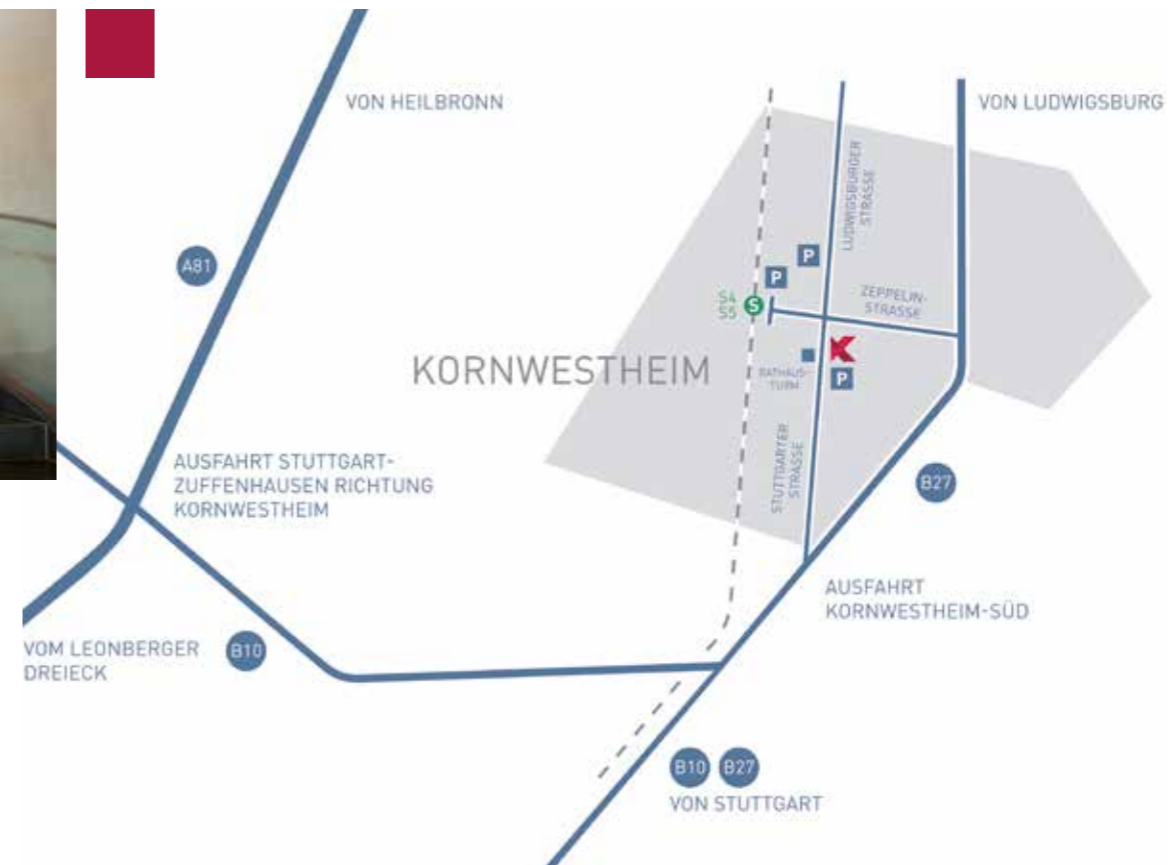 VON HEILBRONN
VON LUDWIGSBURG
LUDWIGSBURGER
STRASSE
A81
P
P
S4
S5
S
ZEPPELIN-
STRASSE
KORNWESTHEIM
K
RATHAUS-
TURM
P
STUTTGARTER
STRASSE
AUSFAHRT STUTTGART-
ZUFFENHAUSEN RICHTUNG
KORNWESTHEIM
B27
AUSFAHRT
KORNWESTHEIM-SÜD
VOM LEONBERGER
DREIECK
B10
B10 B27
VON STUTTGART